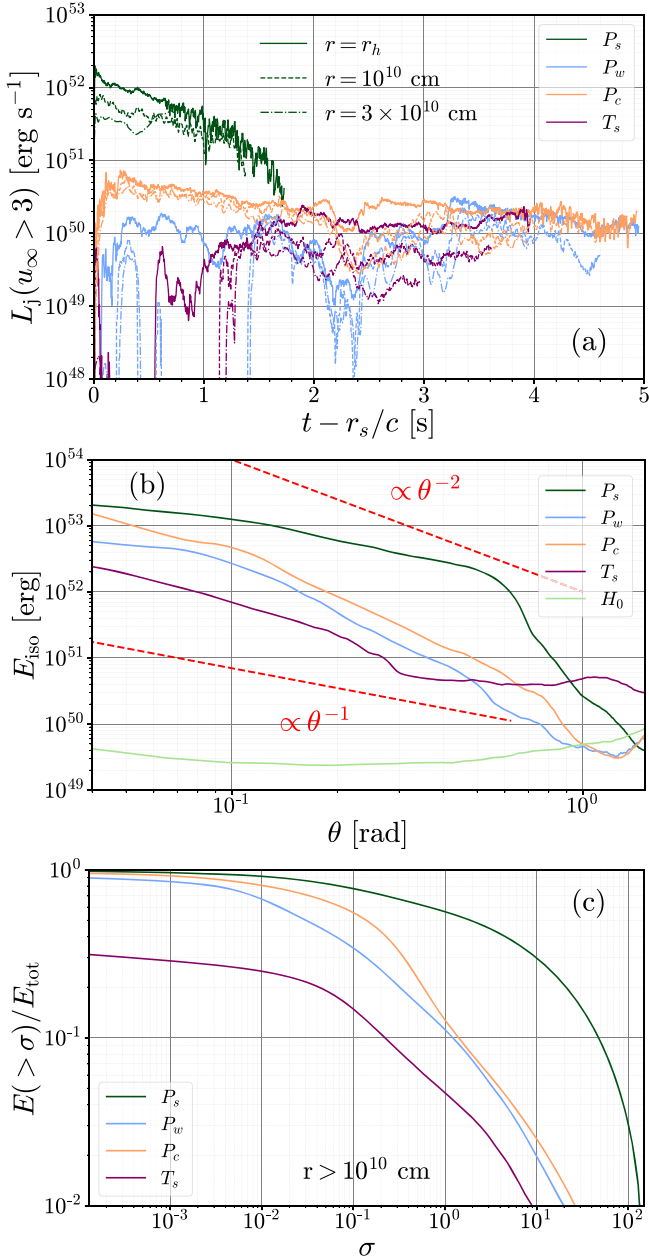 10^53
10^52
10^51
10^50
10^49
10^48
L_j(u_∞ > 3) [erg s^−1]
r = r_h
r = 10^10 cm
r = 3 × 10^10 cm
P_s
P_w
P_c
T_s
(a)
0 1 2 3 4 5
t − r_s/c [s]
10^54
10^53
10^52
10^51
10^50
10^49
E_iso [erg]
(b)
∝ θ^−2
∝ θ^−1
P_s
P_w
P_c
T_s
H_0
10^−1 10^0
θ [rad]
10^0
10^−1
10^−2
E(> σ)/E_tot
(c)
P_s
P_w
P_c
T_s
r > 10^10 cm
10^−3 10^−2 10^−1 10^0 10^1 10^2
σ